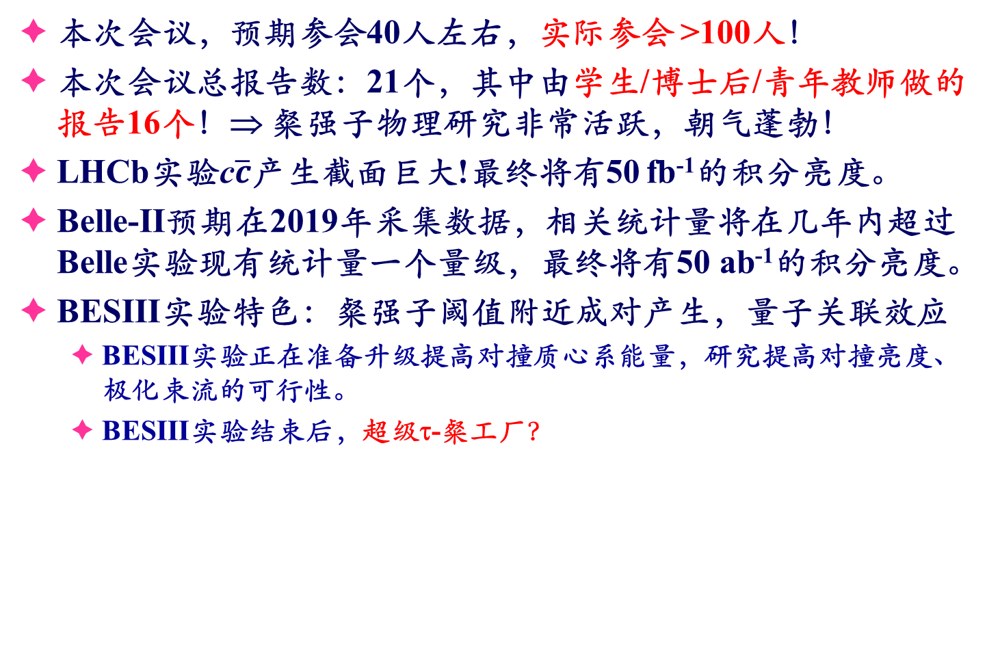 本次会议，预期参会40人左右，实际参会>100人！
本次会议总报告数：21个，其中由学生/博士后/青年教师做的
报告16个！⇒ 粲强子物理研究非常活跃，朝气蓬勃！
LHCb实验cc̄产生截面巨大!最终将有50 fb⁻¹的积分亮度。
Belle-II预期在2019年采集数据，相关统计量将在几年内超过
Belle实验现有统计量一个量级，最终将有50 ab⁻¹的积分亮度。
BESIII实验特色：粲强子阈值附近成对产生，量子关联效应
BESIII实验正在准备升级提高对撞质心系能量，研究提高对撞亮度、
极化束流的可行性。
BESIII实验结束后，超级τ-粲工厂？